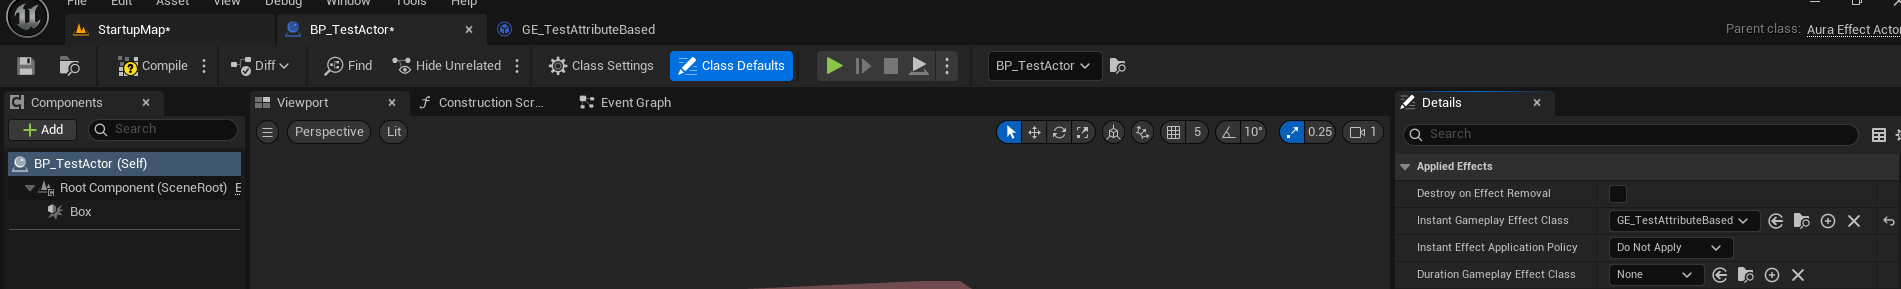 File Edit Asset View Debug Window Tools Help
StartupMap* BP_TestActor* GE_TestAttributeBased
Parent class: Aura Effect Actor
Compile Diff Find Hide Unrelated Class Settings Class Defaults BP_TestActor
Components Viewport Construction Scr... Event Graph Details
Add Search Perspective Lit 5 10° 0.25 1 Search
BP_TestActor (Self)
Root Component (SceneRoot) E
Box
Applied Effects
Destroy on Effect Removal
Instant Gameplay Effect Class GE_TestAttributeBased
Instant Effect Application Policy Do Not Apply
Duration Gameplay Effect Class None